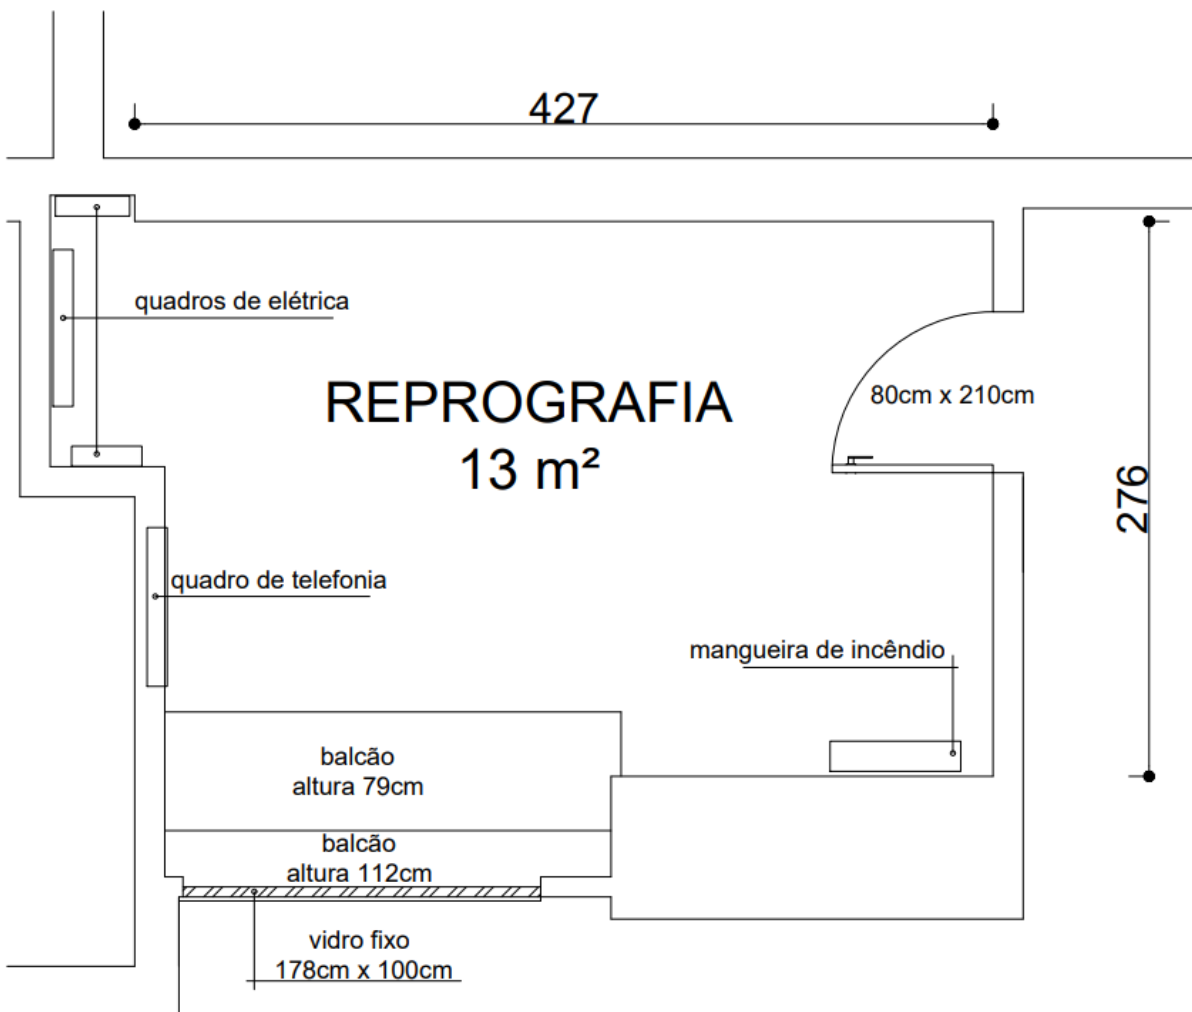 427
quadros de elétrica
REPROGRAFIA
13 m²
80cm x 210cm
276
quadro de telefonia
mangueira de incêndio
balcão
altura 79cm
balcão
altura 112cm
vidro fixo
178cm x 100cm